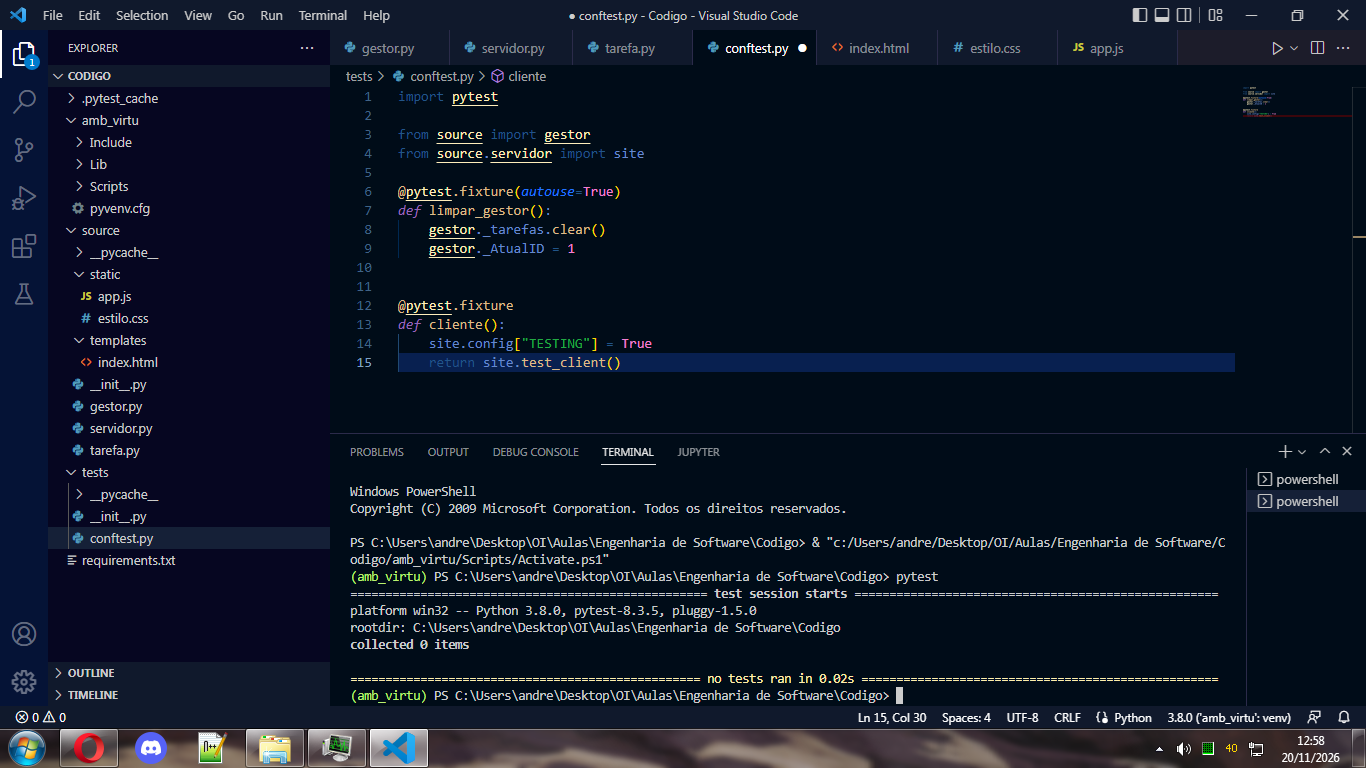 File Edit Selection View Go Run Terminal Help
● conftest.py - Codigo - Visual Studio Code
EXPLORER
CODIGO
.pytest_cache
amb_virtu
Include
Lib
Scripts
pyvenv.cfg
source
__pycache__
static
JS app.js
# estilo.css
templates
<> index.html
__init__.py
gestor.py
servidor.py
tarefa.py
tests
__pycache__
__init__.py
conftest.py
requirements.txt
OUTLINE
TIMELINE
1
gestor.py servidor.py tarefa.py conftest.py ● <> index.html # estilo.css JS app.js
tests > conftest.py > cliente
1 import pytest
2
3 from source import gestor
4 from source.servidor import site
5
6 @pytest.fixture(autouse=True)
7 def limpar_gestor():
8     gestor._tarefas.clear()
9     gestor._AtualID = 1
10
11
12 @pytest.fixture
13 def cliente():
14     site.config["TESTING"] = True
15     return site.test_client()
PROBLEMS OUTPUT DEBUG CONSOLE TERMINAL JUPYTER
powershell
powershell
Windows PowerShell
Copyright (C) 2009 Microsoft Corporation. Todos os direitos reservados.
PS C:\Users\andre\Desktop\OI\Aulas\Engenharia de Software\Codigo> & "c:/Users/andre/Desktop/OI/Aulas/Engenharia de Software/C
odigo/amb_virtu/Scripts/Activate.ps1"
(amb_virtu) PS C:\Users\andre\Desktop\OI\Aulas\Engenharia de Software\Codigo> pytest
================================================ test session starts =================================================
platform win32 -- Python 3.8.0, pytest-8.3.5, pluggy-1.5.0
rootdir: C:\Users\andre\Desktop\OI\Aulas\Engenharia de Software\Codigo
collected 0 items
=============================================== no tests ran in 0.02s ================================================
(amb_virtu) PS C:\Users\andre\Desktop\OI\Aulas\Engenharia de Software\Codigo>
0 0 Ln 15, Col 30 Spaces: 4 UTF-8 CRLF Python 3.8.0 ('amb_virtu': venv)
N++
40
12:58
20/11/2026